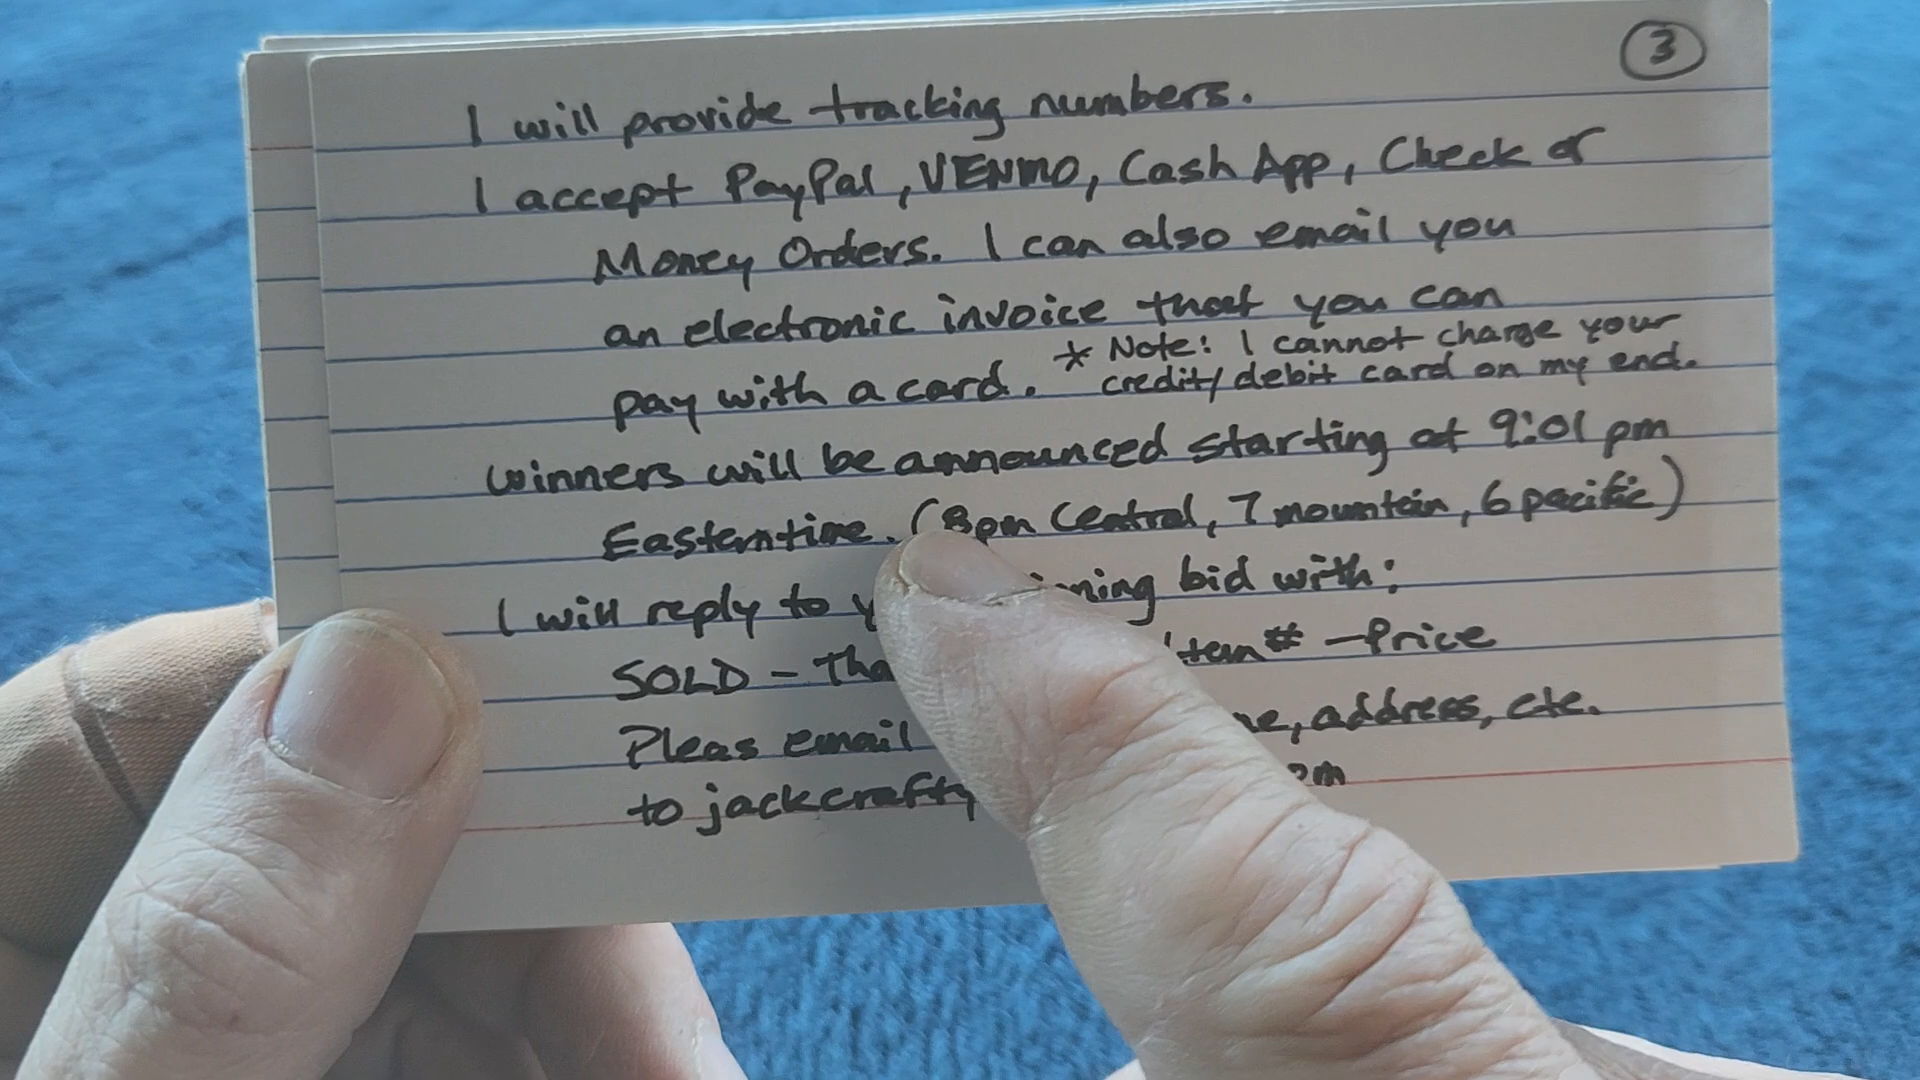 3
I will provide tracking numbers.
I accept PayPal, VENMO, Cash App, Check or
Money Orders. I can also email you
an electronic invoice that you can
pay with a card. * Note: I cannot charge your
credit/debit card on my end.
Winners will be announced starting at 9:01 pm
Eastern time. (8pm Central, 7 mountain, 6 pacific)
I will reply to bid with:
SOLD - Item # - Price
Pleas email address, etc.
to jackcrafty